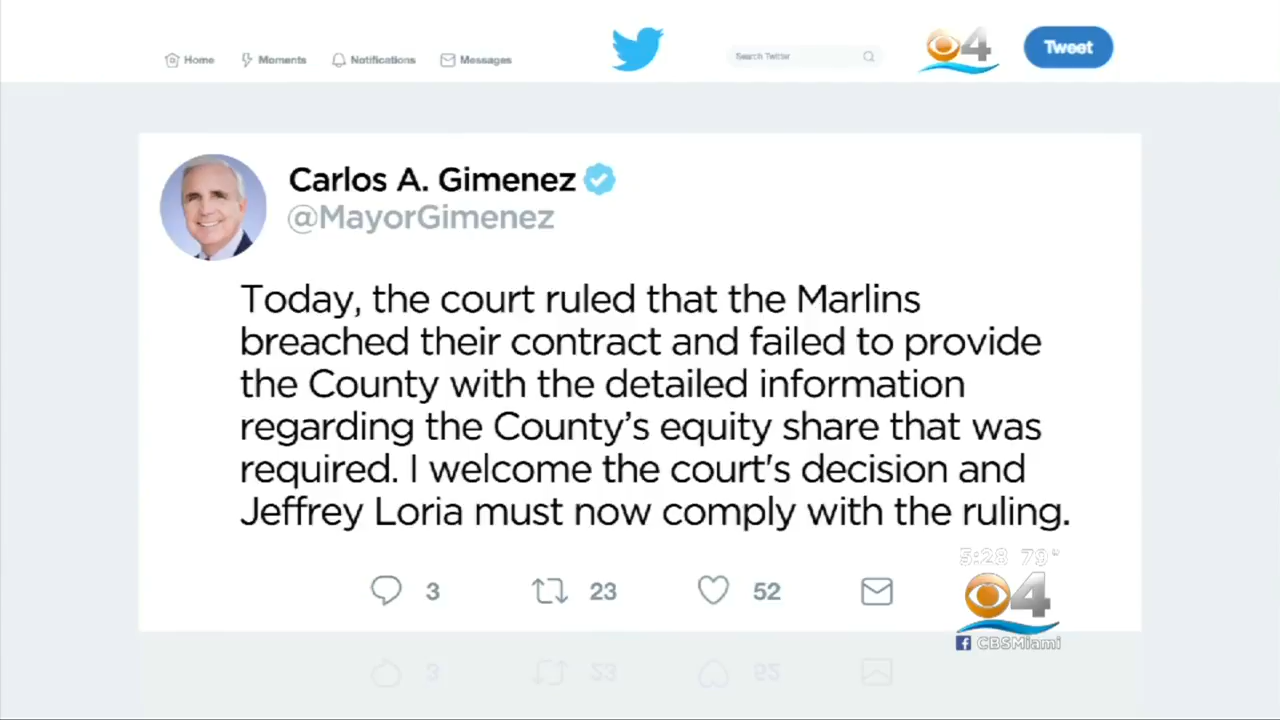 Home Moments Notifications Messages Search Twitter 4 Tweet
Carlos A. Gimenez
@MayorGimenez
Today, the court ruled that the Marlins
breached their contract and failed to provide
the County with the detailed information
regarding the County’s equity share that was
required. I welcome the court's decision and
Jeffrey Loria must now comply with the ruling.
3 23 52
5:28 79°
4
CBSMiami